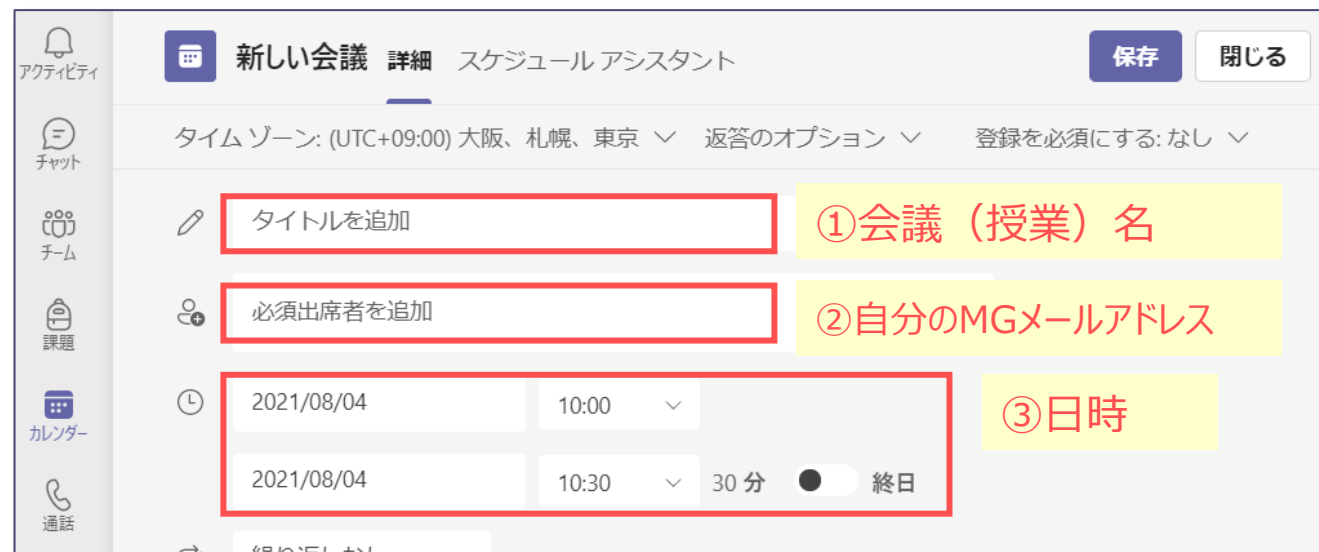 アクティビティ
新しい会議 詳細 スケジュール アシスタント 保存 閉じる
チャット
タイム ゾーン: (UTC+09:00) 大阪、札幌、東京 返答のオプション 登録を必須にする: なし
チーム
タイトルを追加 ①会議（授業）名
課題
必須出席者を追加 ②自分のMGメールアドレス
カレンダー
2021/08/04 10:00 ③日時
2021/08/04 10:30 30 分 終日
通話
繰り返しなし